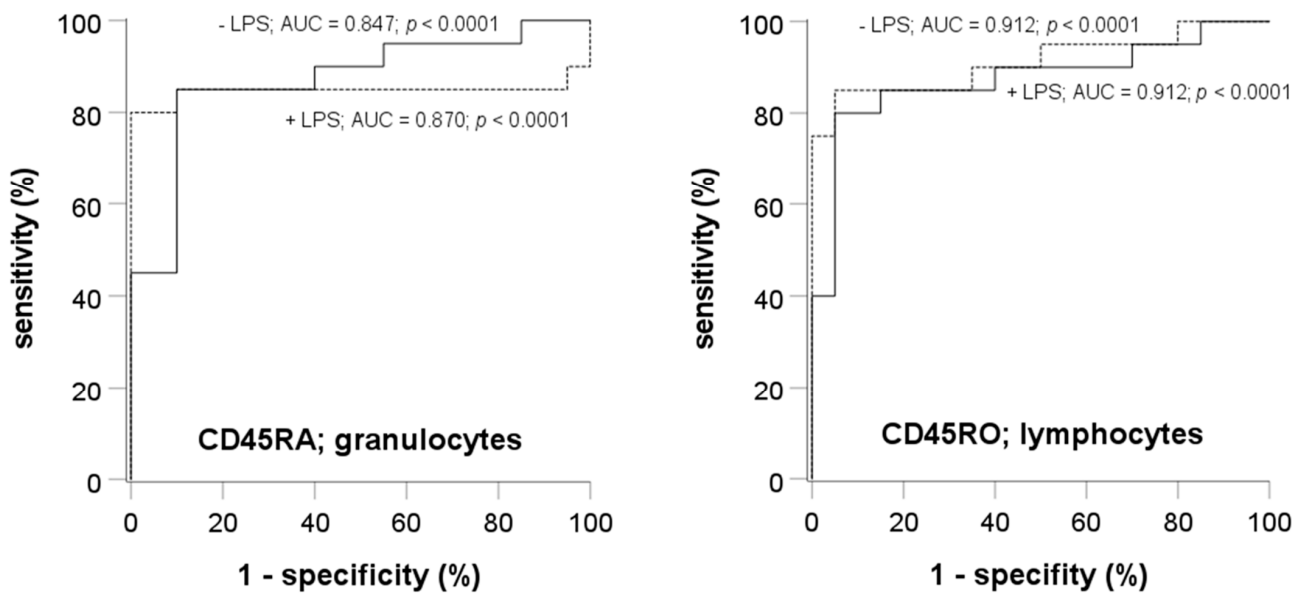 - LPS; AUC = 0.847; p < 0.0001
+ LPS; AUC = 0.870; p < 0.0001
CD45RA; granulocytes
sensitivity (%)
100
80
60
40
20
0
0 20 40 60 80 100
1 - specificity (%)
- LPS; AUC = 0.912; p < 0.0001
+ LPS; AUC = 0.912; p < 0.0001
CD45RO; lymphocytes
sensitivity (%)
100
80
60
40
20
0
0 20 40 60 80 100
1 - specifity (%)